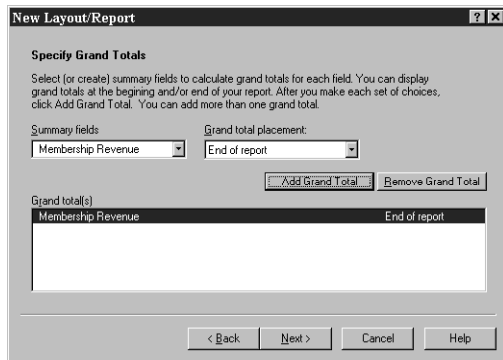 New Layout/Report
Specify Grand Totals
Select (or create) summary fields to calculate grand totals for each field. You can display
grand totals at the begining and/or end of your report. After you make each set of choices,
click Add Grand Total. You can add more than one grand total.
Summary fields Grand total placement:
Membership Revenue End of report
Add Grand Total Remove Grand Total
Grand total(s)
Membership Revenue End of report
< Back Next > Cancel Help